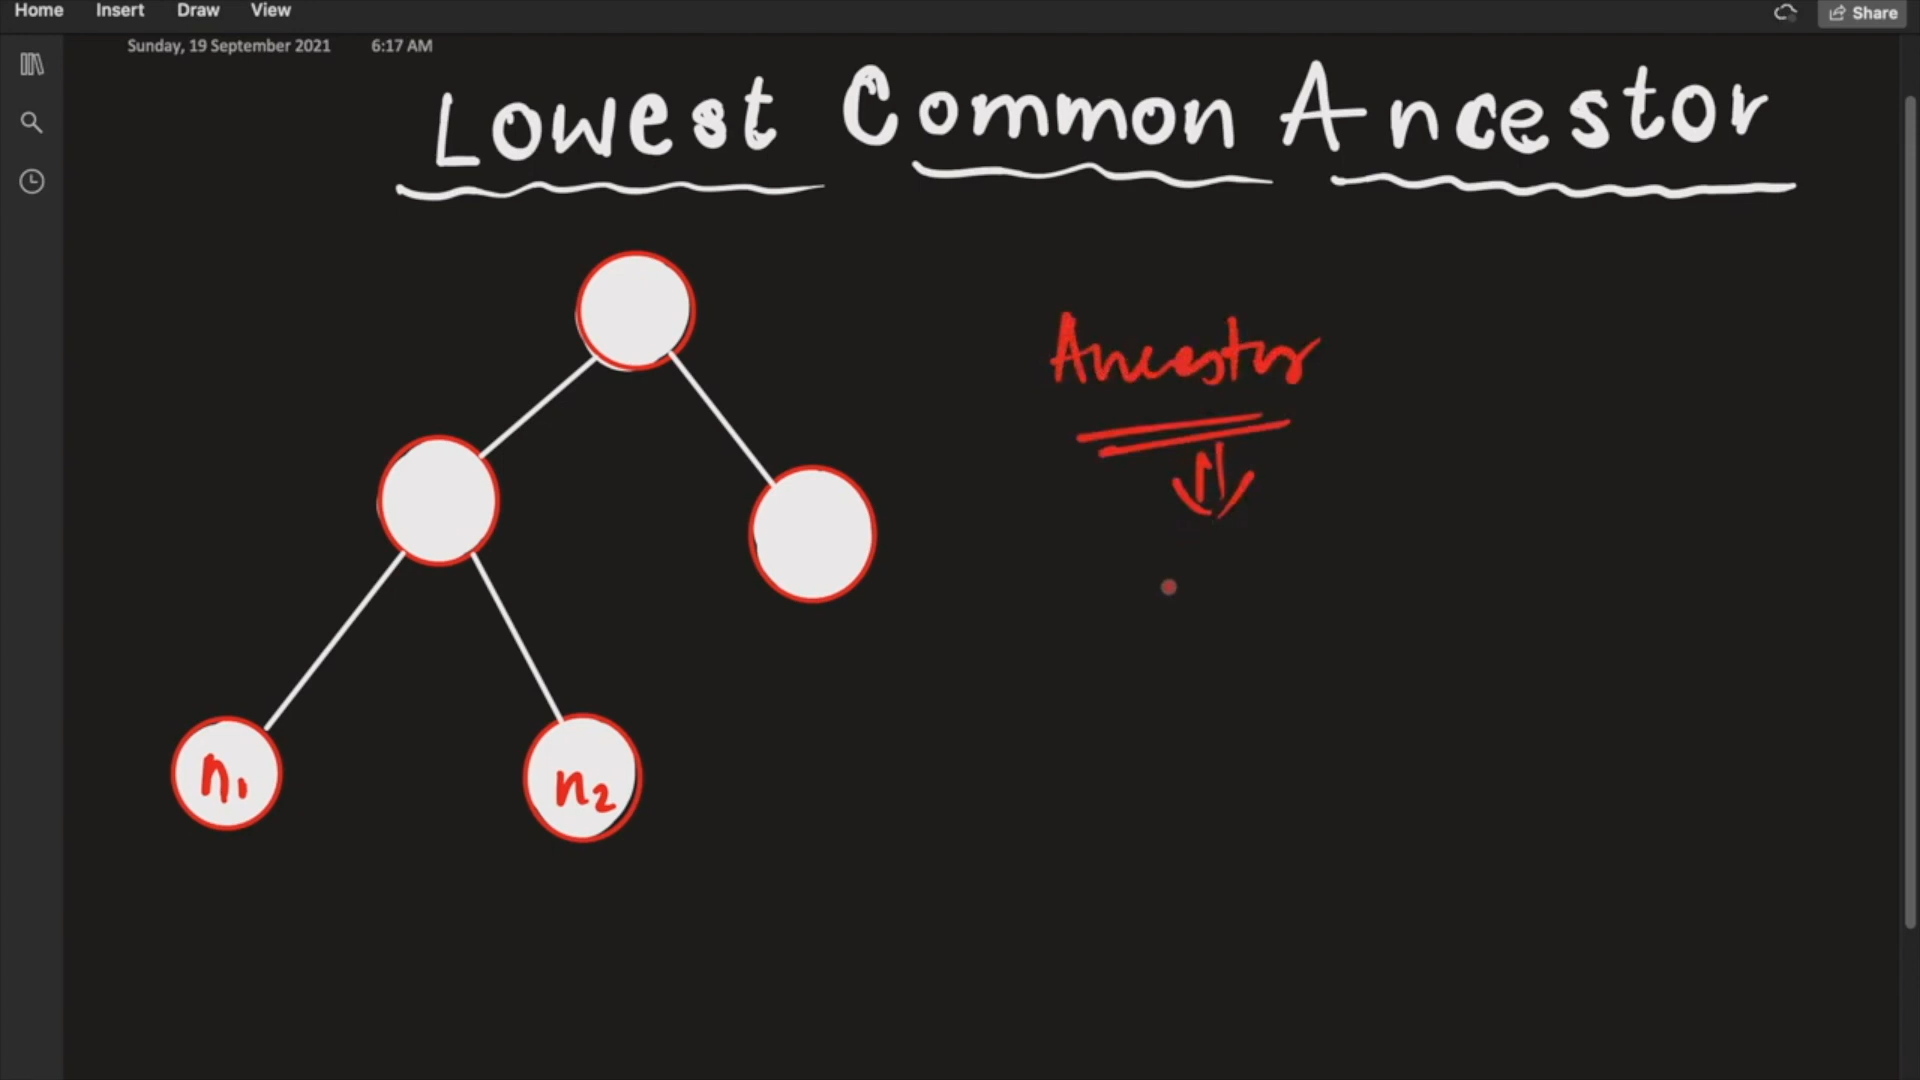 Home Insert Draw View Share
Sunday, 19 September 2021 6:17 AM
Lowest Common Ancestor
Ancestor
n1 n2